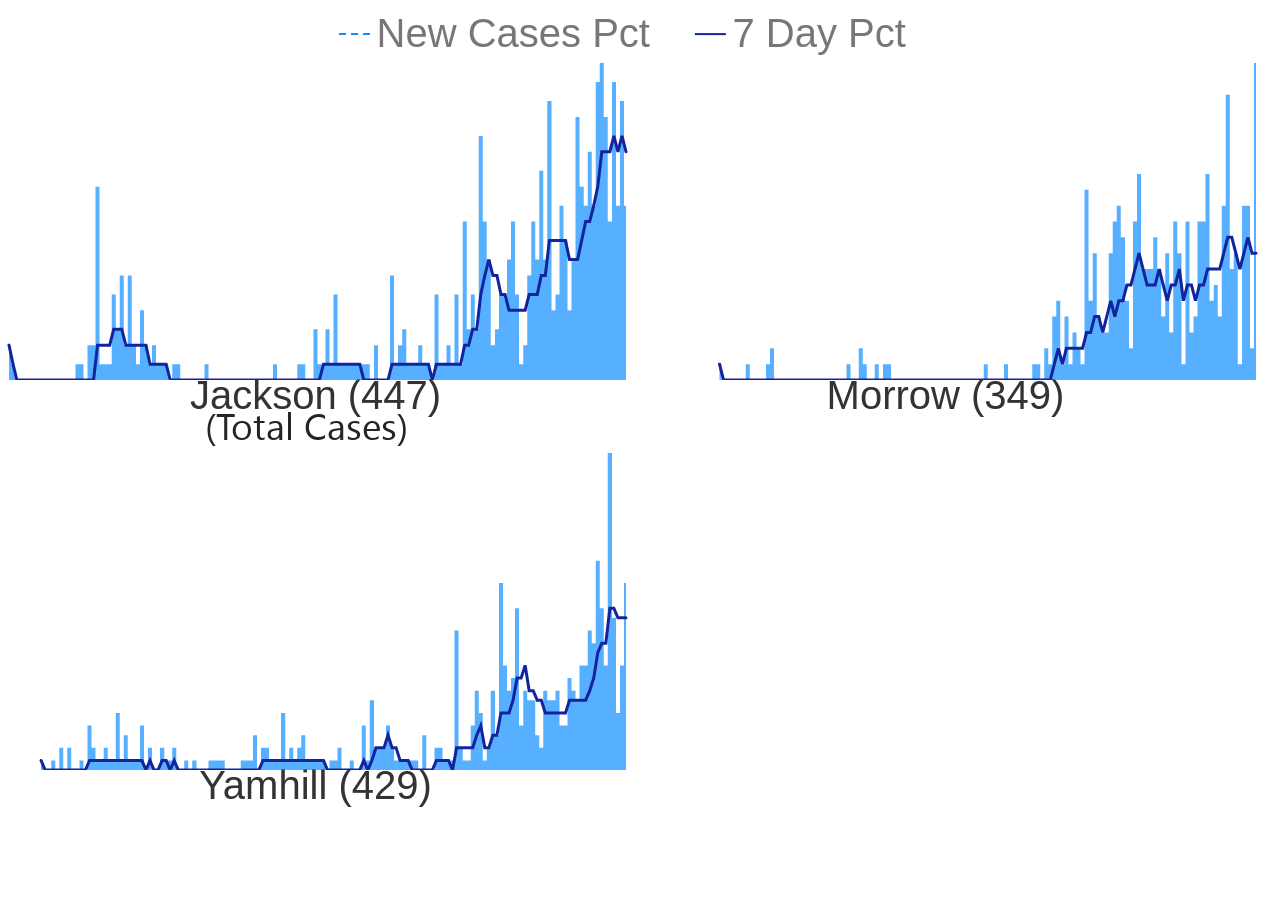 New Cases Pct 7 Day Pct
Jackson (447)
(Total Cases)
Morrow (349)
Yamhill (429)